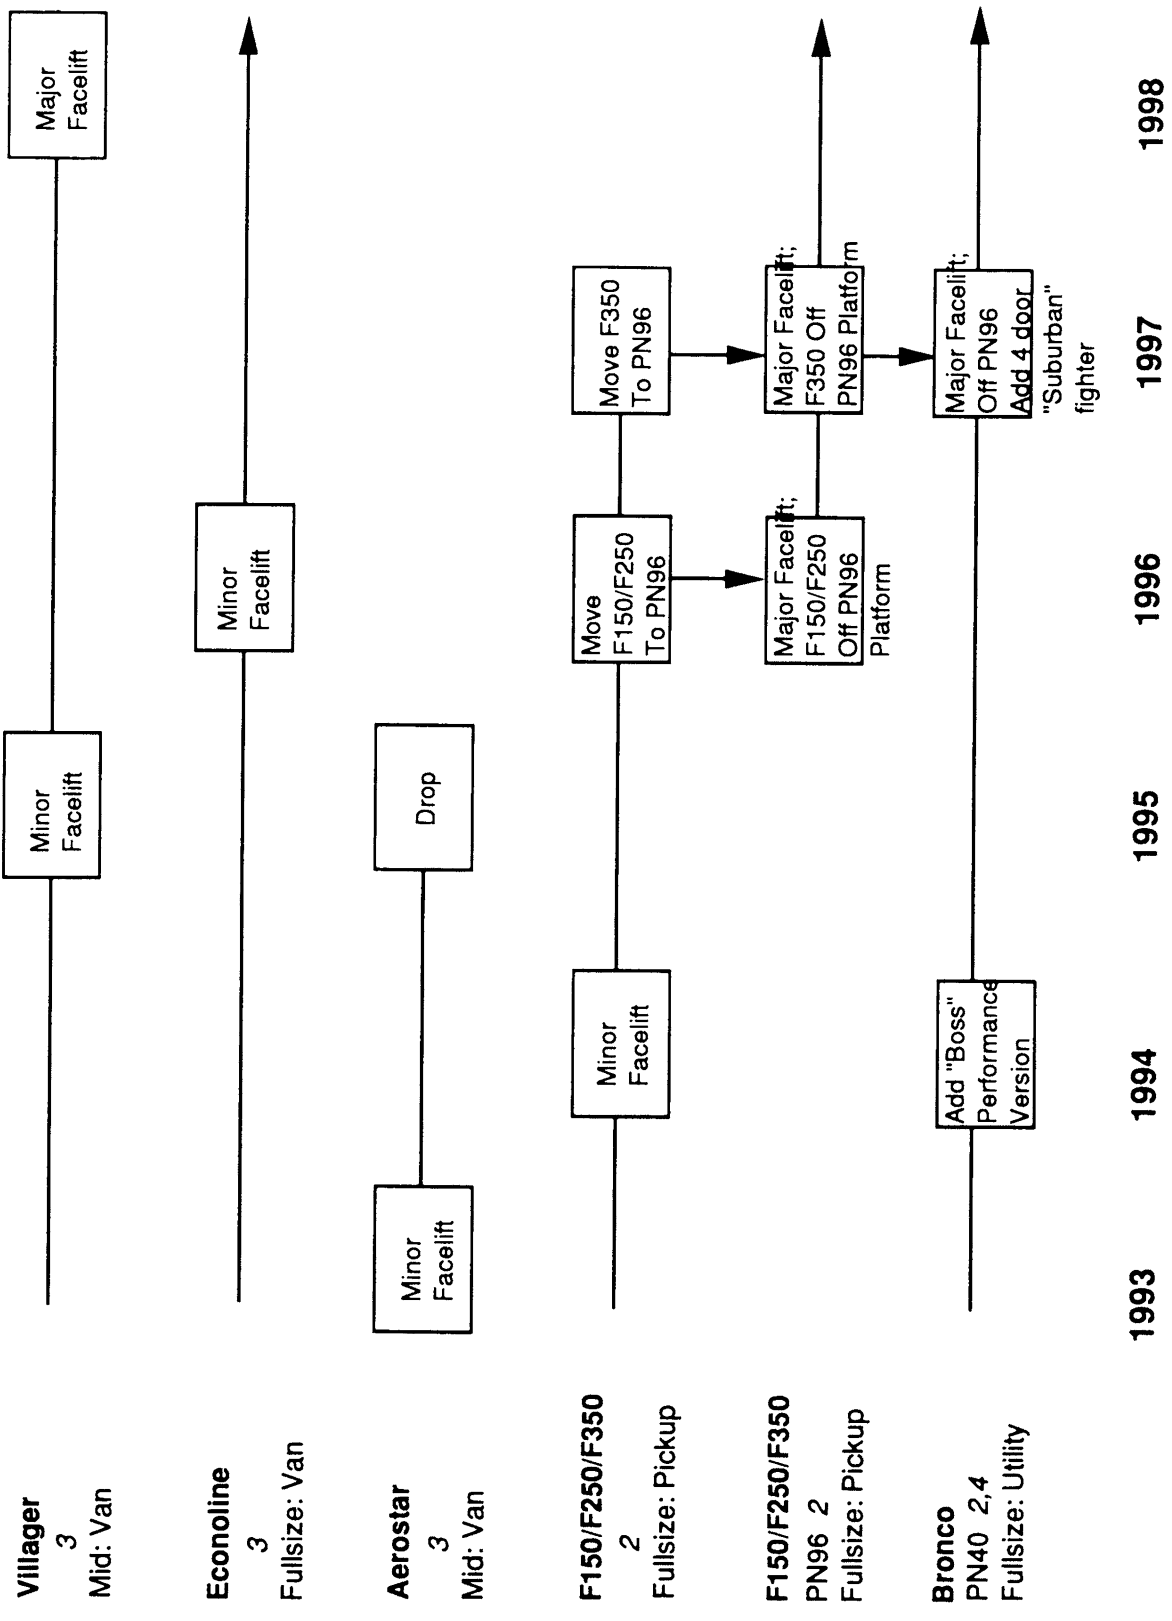 Villager
3
Mid: Van
Minor
Facelift
Major
Facelift
Econoline
3
Fullsize: Van
Minor
Facelift
Aerostar
3
Mid: Van
Minor
Facelift
Drop
F150/F250/F350
2
Fullsize: Pickup
Minor
Facelift
Move
F150/F250
To PN96
Move F350
To PN96
F150/F250/F350
PN96 2
Fullsize: Pickup
Major Facelift;
F150/F250
Off PN96
Platform
Major Facelift;
F350 Off
PN96 Platform
Bronco
PN40 2,4
Fullsize: Utility
Add "Boss"
Performance
Version
Major Facelift;
Off PN96
Add 4 door
"Suburban"
fighter
1993
1994
1995
1996
1997
1998